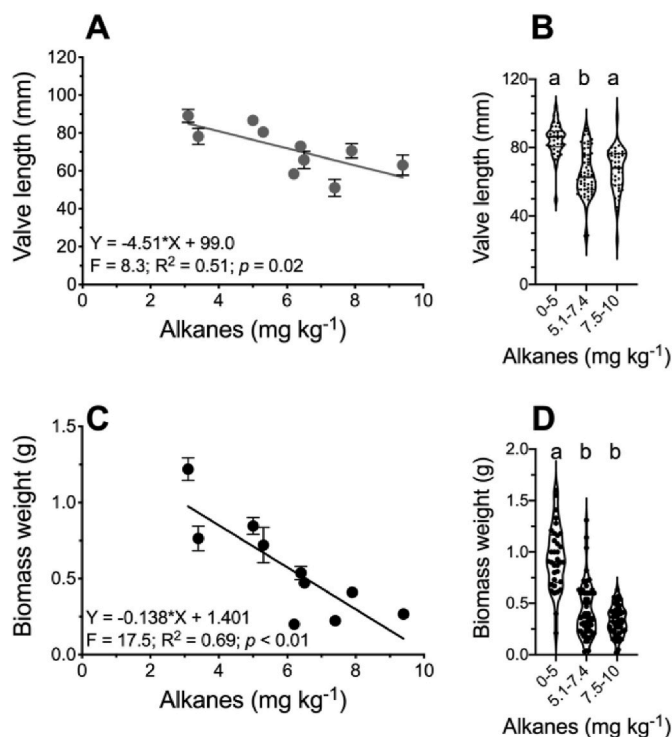 A
Valve length (mm)
120
100
80
60
40
20
0
Y = -4.51*X + 99.0
F = 8.3; R² = 0.51; p = 0.02
0 2 4 6 8 10
Alkanes (mg kg⁻¹)
B
Valve length (mm)
120
80
40
0
a b a
0-5 5.1-7.4 7.5-10
Alkanes (mg kg⁻¹)
C
Biomass weight (g)
1.5
1.0
0.5
0.0
Y = -0.138*X + 1.401
F = 17.5; R² = 0.69; p < 0.01
0 2 4 6 8 10
Alkanes (mg kg⁻¹)
D
Biomass weight (g)
2.0
1.5
1.0
0.5
0.0
a b b
0-5 5.1-7.4 7.5-10
Alkanes (mg kg⁻¹)